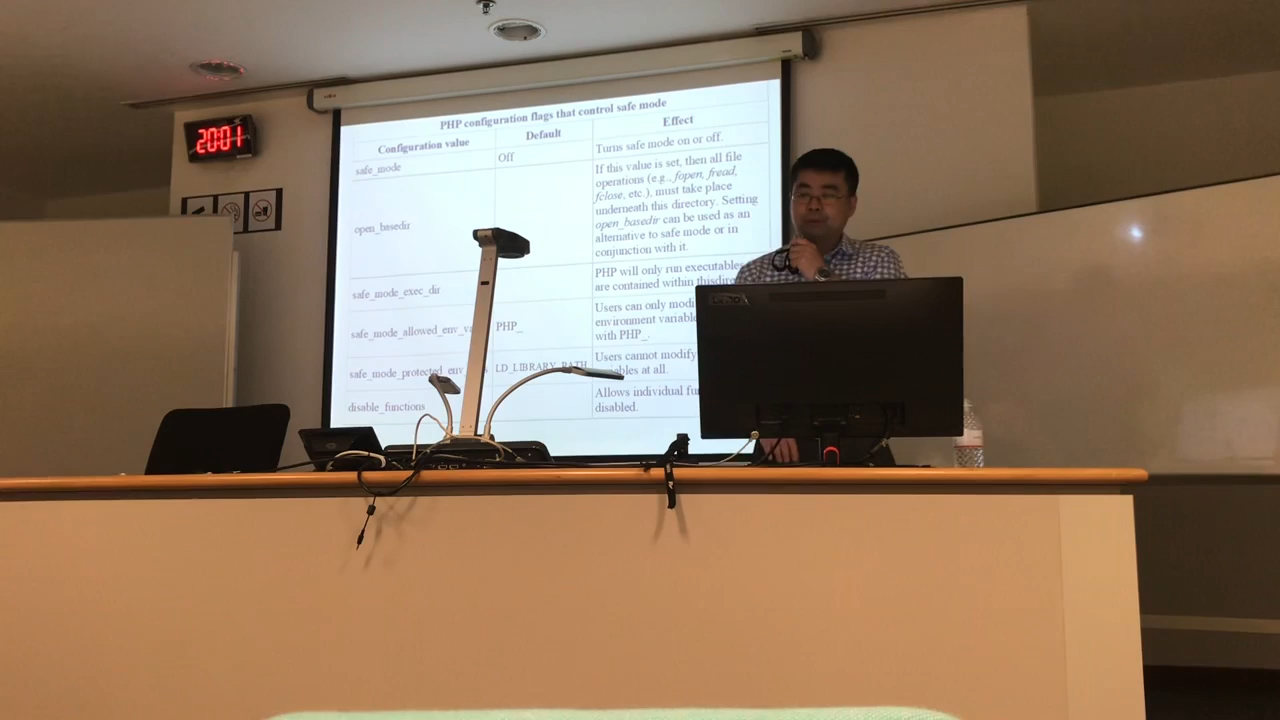 20:01
PHP configuration flags that control safe mode
Configuration value
Default
Effect
safe_mode
Off
Turns safe mode on or off.
open_basedir
If this value is set, then all file
operations (e.g., fopen, fread,
fclose, etc.), must take place
underneath this directory. Setting
open_basedir can be used as an
alternative to safe mode or in
conjunction with it.
safe_mode_exec_dir
PHP will only run executables
are contained within thisdire
safe_mode_allowed_env_va
PHP_
Users can only modi
environment variable
with PHP_.
safe_mode_protected_env
LD_LIBRARY_PATH
Users cannot modify
ables at all.
disable_functions
Allows individual fu
disabled.